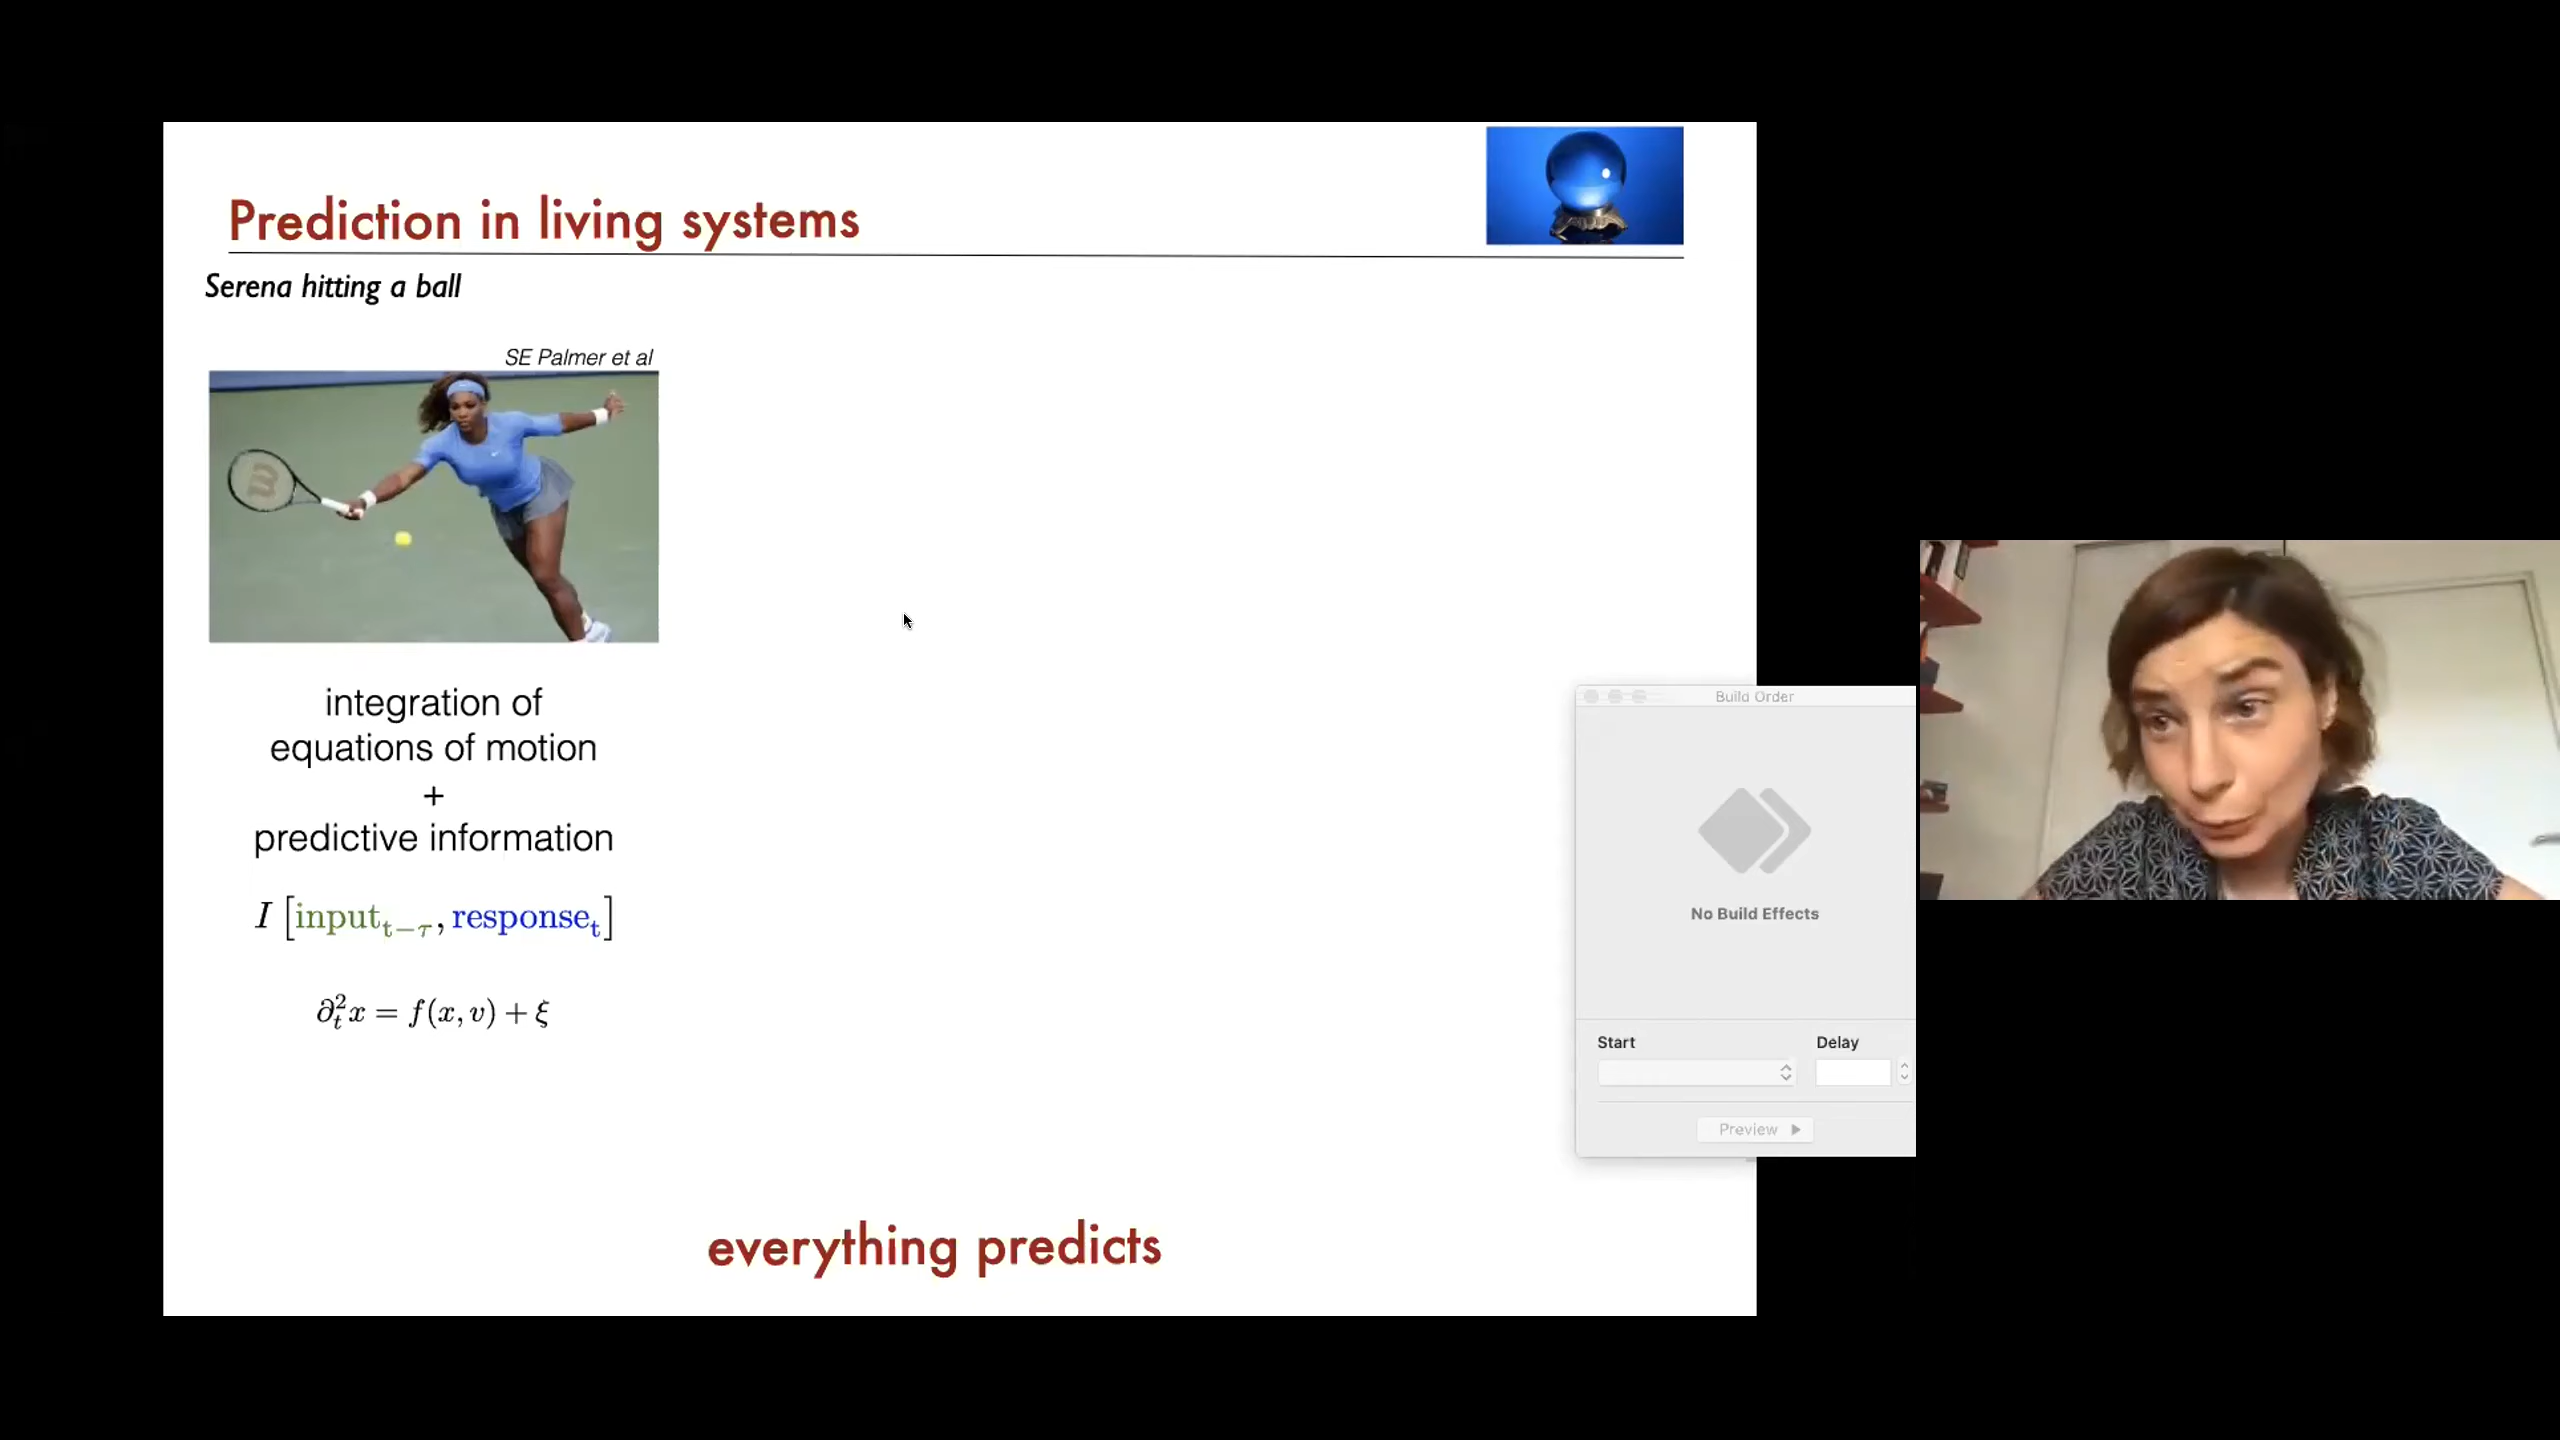 Prediction in living systems
Serena hitting a ball
SE Palmer et al
integration of
equations of motion
+
predictive information
I [input_{t−τ}, response_t]
∂_t^2 x = f(x, v) + ξ
everything predicts
Build Order
No Build Effects
Start
Delay
Preview